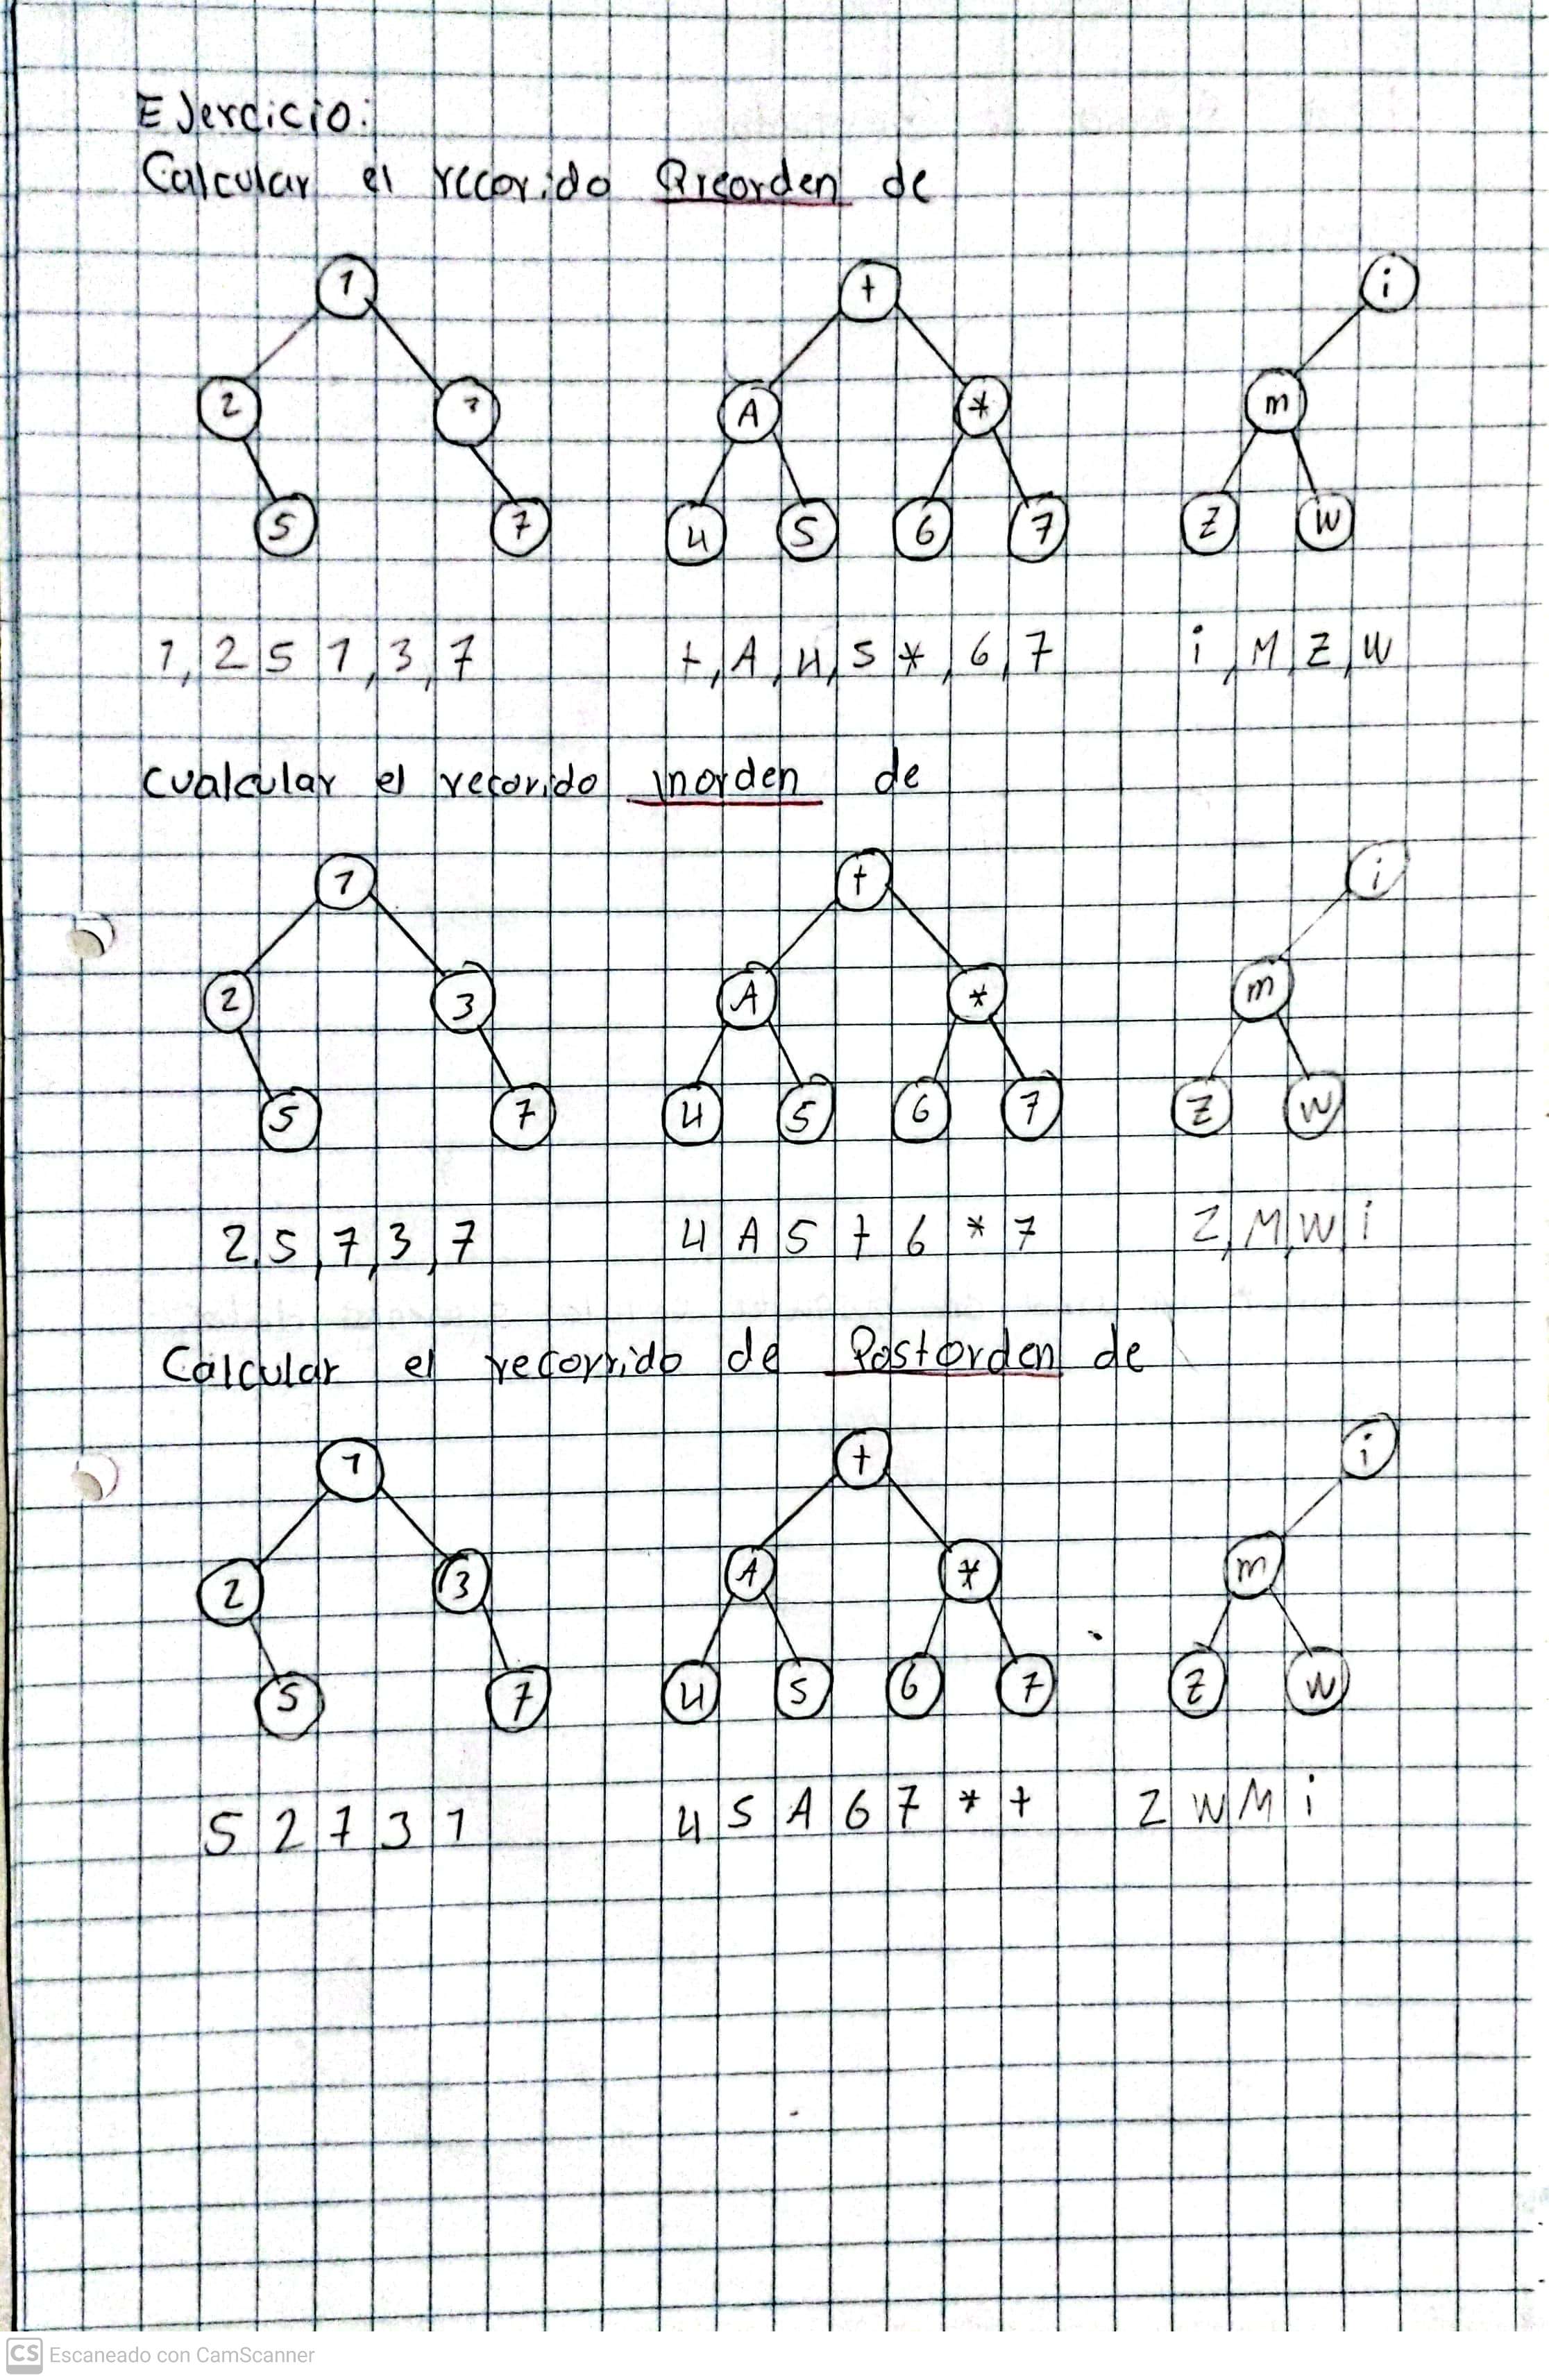 EJercicio:
Calcular el recorido Preorden de
1 + i
2 7 A * m
5 7 4 5 6 7 Z W
1, 2 5 1, 3, 7 +, A, 4, 5 *, 6, 7 i, M, Z, W
Cualcular el recorido inorden de
1 + i
2 3 A * m
5 7 4 5 6 7 Z W
2, 5, 7, 3, 7 4 A 5 + 6 * 7 Z, M, W, i
Calcular el recorrido de Postorden de
1 + i
2 3 A * m
5 7 4 5 6 7 Z W
5 2 7 3 1 4 5 A 6 7 * + Z W M i
CS Escaneado con CamScanner